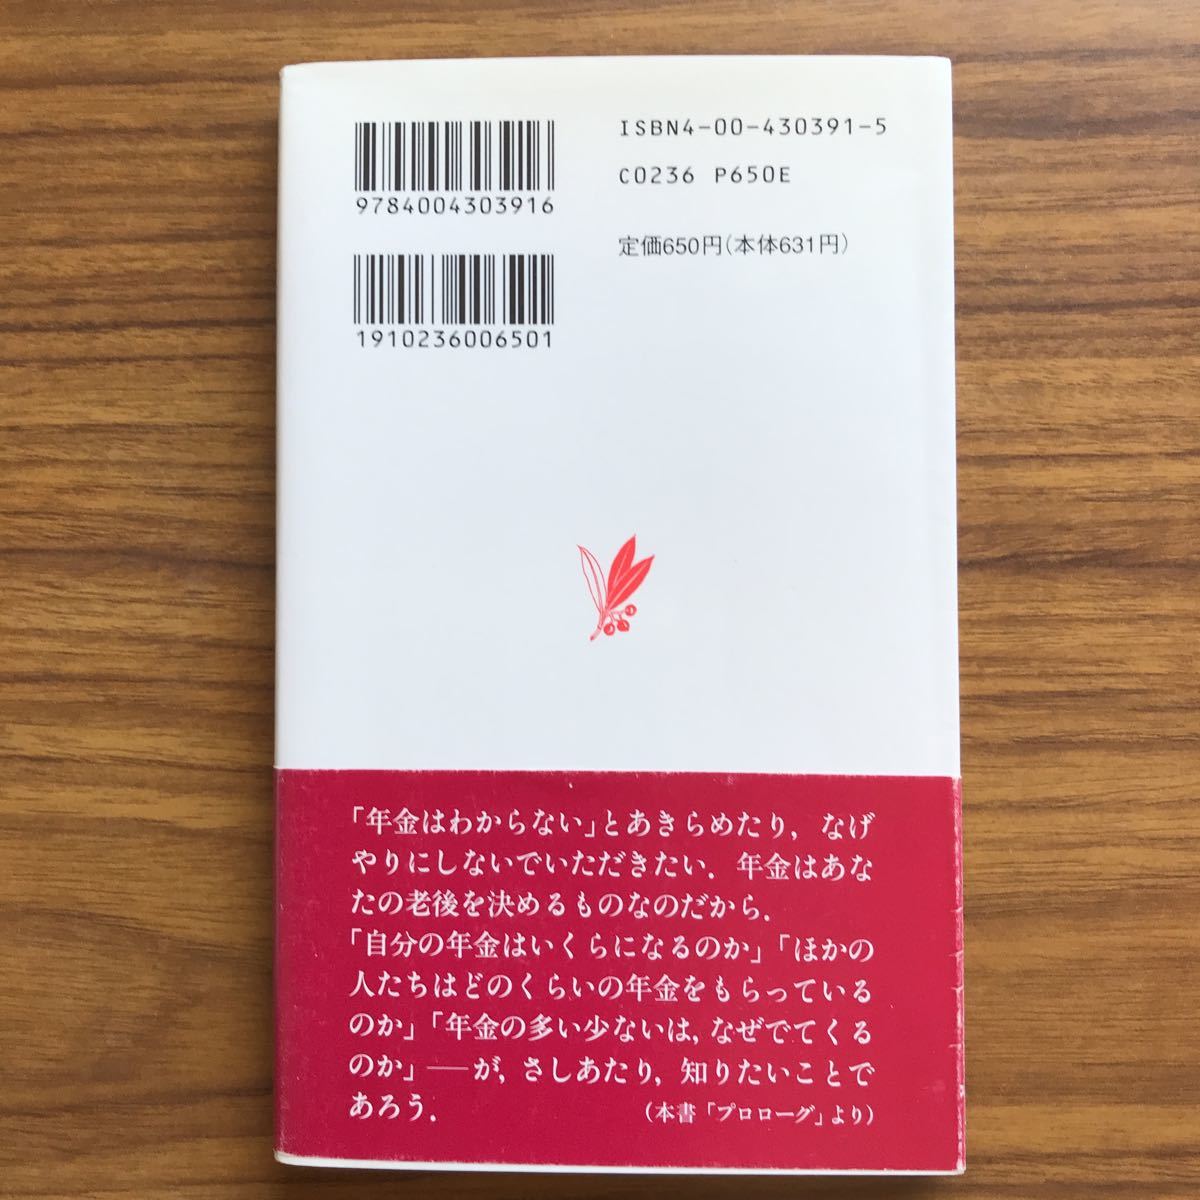 9784004303916
1910236006501
ISBN4-00-430391-5
C0236 P650E
定価650円(本体631円)
「年金はわからない」とあきらめたり,なげ
やりにしないでいただきたい.年金はあな
たの老後を決めるものなのだから.
「自分の年金はいくらになるのか」「ほかの
人たちはどのくらいの年金をもらっている
のか」「年金の多い少ないは,なぜでてくる
のか」――が,さしあたり,知りたいことで
あろう.
(本書「プロローグ」より)